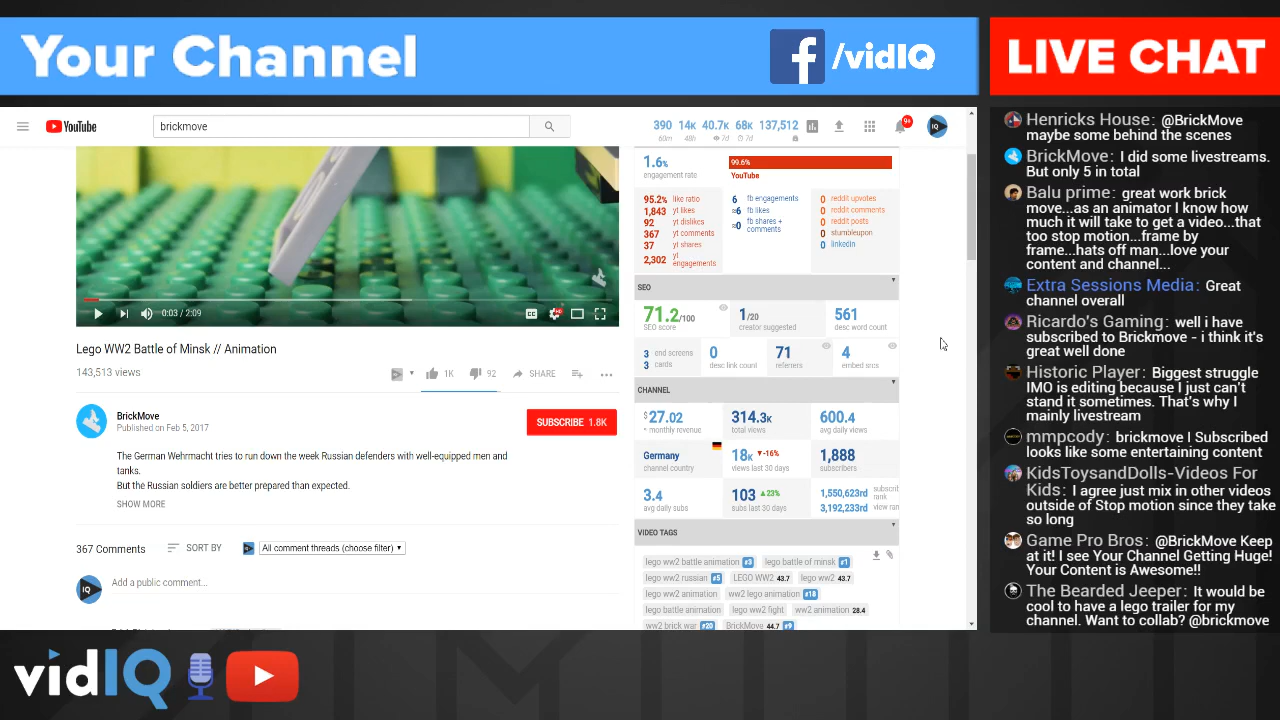 Your Channel
f /vidIQ
LIVE CHAT
YouTube
brickmove
390 14K 40.7K 68K 137,512
60m 48h 7d 7d
9+
IQ
1.6% engagement rate
99.6%
YouTube
95.2% like ratio
1,843 yt likes
92 yt dislikes
367 yt comments
37 yt shares
2,302 yt engagements
6 fb engagements
≈6 fb likes
≈0 fb shares + comments
0 reddit upvotes
0 reddit comments
0 reddit posts
0 stumbleupon
0 linkedin
SEO
71.2/100 SEO score
1/20 creator suggested
561 desc word count
3 end screens
3 cards
0 desc link count
71 referrers
4 embed srcs
CHANNEL
$27.02 ~ monthly revenue
314.3K total views
600.4 avg daily views
Germany channel country
18K ▼-16% views last 30 days
1,888 subscribers
3.4 avg daily subs
103 ▲23% subs last 30 days
1,550,623rd subscrib rank
3,192,233rd view ran
VIDEO TAGS
lego ww2 battle animation #3 lego battle of minsk #1
lego ww2 russian #5 LEGO WW2 43.7 lego ww2 43.7
lego ww2 animation ww2 lego animation #18
lego battle animation lego ww2 fight ww2 animation 28.4
ww2 brick war #20 BrickMove 44.7 #9
0:03 / 2:09
CC
HD
Lego WW2 Battle of Minsk // Animation
143,513 views
1K 92 SHARE
BrickMove
Published on Feb 5, 2017
SUBSCRIBE 1.8K
The German Wehrmacht tries to run down the week Russian defenders with well-equipped men and
tanks.
But the Russian soldiers are better prepared than expected.
SHOW MORE
367 Comments SORT BY All comment threads (choose filter)
IQ Add a public comment...
Henricks House: @BrickMove
maybe some behind the scenes
BrickMove: I did some livestreams.
But only 5 in total
Balu prime: great work brick
move...as an animator I know how
much it will take to get a video...that
too stop motion...frame by
frame...hats off man...love your
content and channel...
Extra Sessions Media: Great
channel overall
Ricardo's Gaming: well i have
subscribed to Brickmove - i think it's
great well done
Historic Player: Biggest struggle
IMO is editing because I just can't
stand it sometimes. That's why I
mainly livestream
mmpcody: brickmove I Subscribed
looks like some entertaining content
KidsToysandDolls-Videos For
Kids: I agree just mix in other videos
outside of Stop motion since they take
so long
Game Pro Bros: @BrickMove Keep
at it! I see Your Channel Getting Huge!
Your Content is Awesome!!
The Bearded Jeeper: It would be
cool to have a lego trailer for my
channel. Want to collab? @brickmove
vidIQ